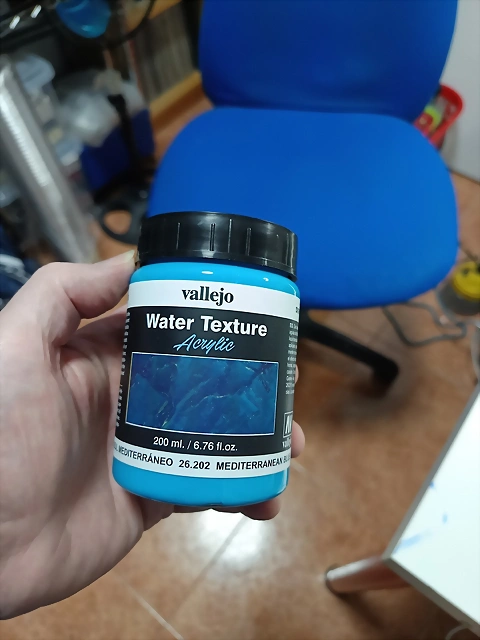 vallejo
Water Texture
Acrylic
200 ml. / 6.76 fl.oz.
MEDITERRÁNEO 26.202 MEDITERRANEAN